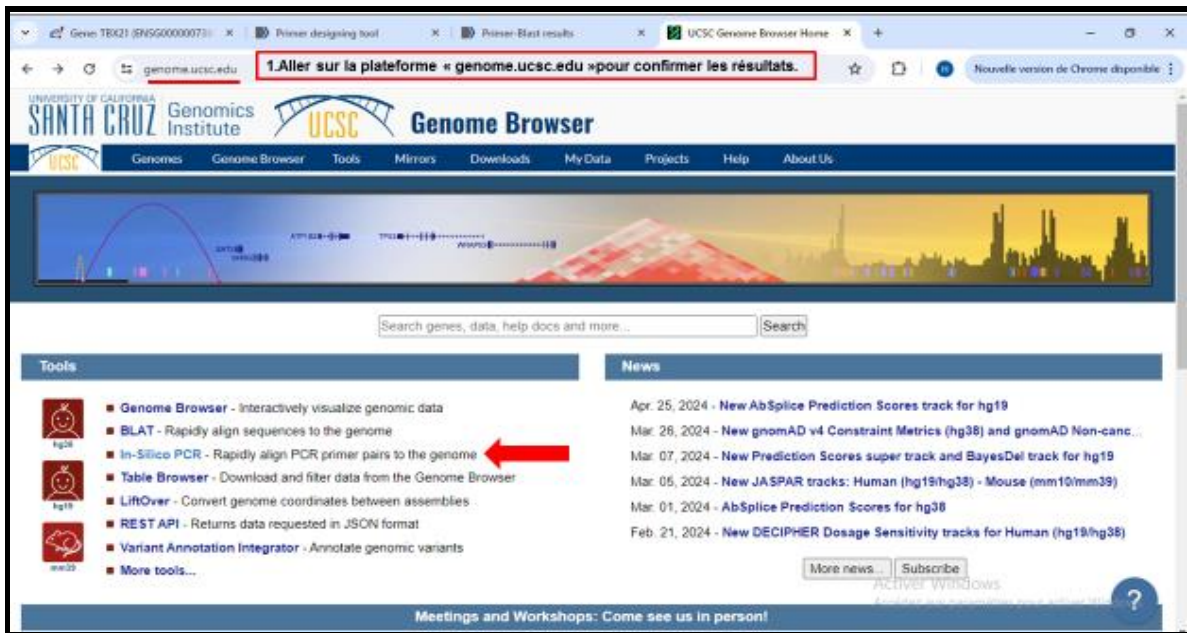 Gene: TBX21 (ENSG0000007
Primer designing tool
Primer-Blast results
UCSC Genome Browser Home
genome.ucsc.edu
1.Aller sur la plateforme « genome.ucsc.edu »pour confirmer les résultats.
Nouvelle version de Chrome disponible
UNIVERSITY OF CALIFORNIA
SANTA CRUZ Genomics Institute
UCSC
Genome Browser
UCSC Genomes Genome Browser Tools Mirrors Downloads My Data Projects Help About Us
Search genes, data, help docs and more... Search
Tools
hg38
hg19
mm39
Genome Browser - Interactively visualize genomic data
BLAT - Rapidly align sequences to the genome
In-Silico PCR - Rapidly align PCR primer pairs to the genome
Table Browser - Download and filter data from the Genome Browser
LiftOver - Convert genome coordinates between assemblies
REST API - Returns data requested in JSON format
Variant Annotation Integrator - Annotate genomic variants
More tools...
News
Apr. 25, 2024 - New AbSplice Prediction Scores track for hg19
Mar. 26, 2024 - New gnomAD v4 Constraint Metrics (hg38) and gnomAD Non-canc...
Mar. 07, 2024 - New Prediction Scores super track and BayesDel track for hg19
Mar. 05, 2024 - New JASPAR tracks: Human (hg19/hg38) - Mouse (mm10/mm39)
Mar. 01, 2024 - AbSplice Prediction Scores for hg38
Feb. 21, 2024 - New DECIPHER Dosage Sensitivity tracks for Human (hg19/hg38)
More news... Subscribe
Activer Windows
?
Meetings and Workshops: Come see us in person!